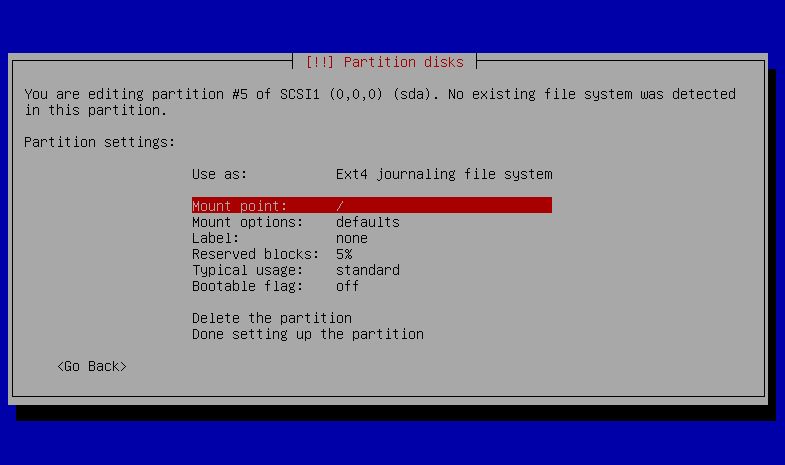 [!!] Partition disks
You are editing partition #5 of SCSI1 (0,0,0) (sda). No existing file system was detected
in this partition.
Partition settings:
Use as: Ext4 journaling file system
Mount point: /
Mount options: defaults
Label: none
Reserved blocks: 5%
Typical usage: standard
Bootable flag: off
Delete the partition
Done setting up the partition
<Go Back>